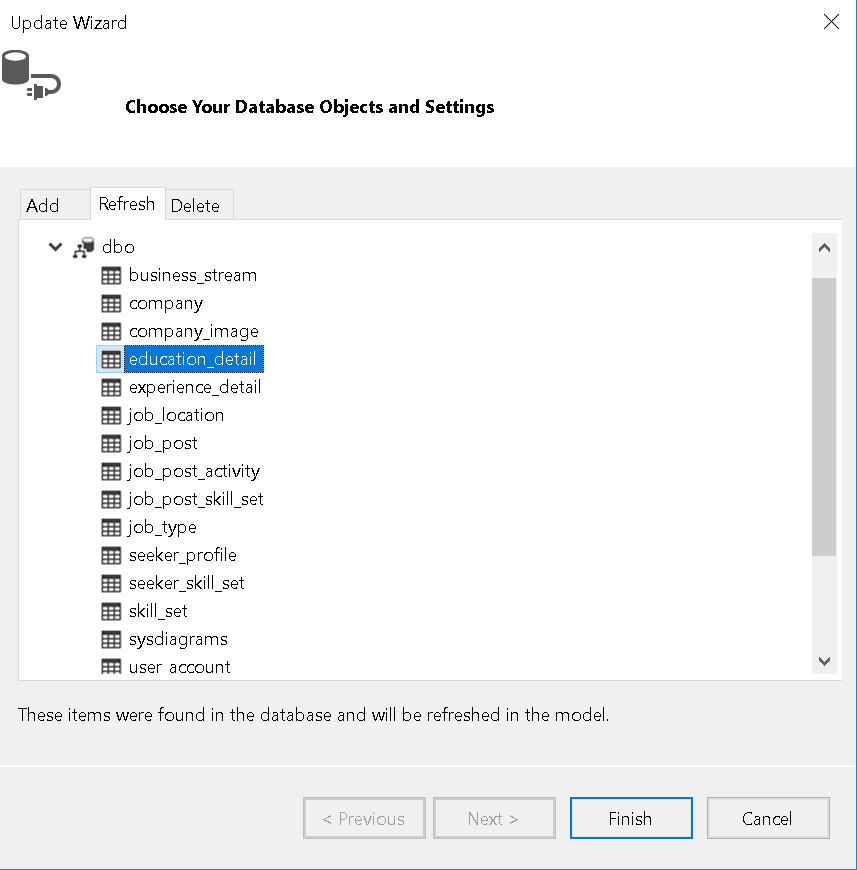 Update Wizard
Choose Your Database Objects and Settings
Add Refresh Delete
dbo
business_stream
company
company_image
education_detail
experience_detail
job_location
job_post
job_post_activity
job_post_skill_set
job_type
seeker_profile
seeker_skill_set
skill_set
sysdiagrams
user_account
These items were found in the database and will be refreshed in the model.
< Previous Next > Finish Cancel